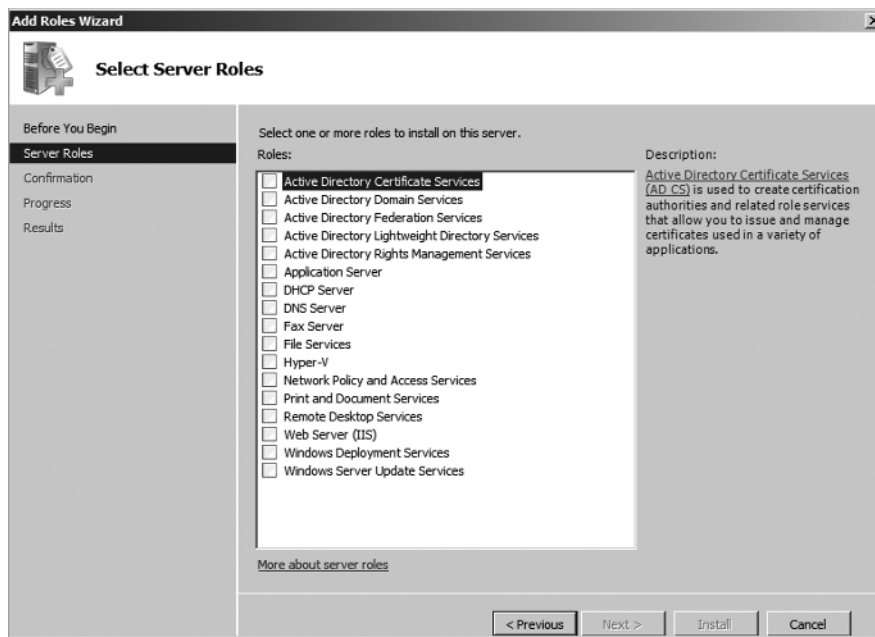 Add Roles Wizard
Select Server Roles
Before You Begin
Server Roles
Confirmation
Progress
Results
Select one or more roles to install on this server.
Roles:
Active Directory Certificate Services
Active Directory Domain Services
Active Directory Federation Services
Active Directory Lightweight Directory Services
Active Directory Rights Management Services
Application Server
DHCP Server
DNS Server
Fax Server
File Services
Hyper-V
Network Policy and Access Services
Print and Document Services
Remote Desktop Services
Web Server (IIS)
Windows Deployment Services
Windows Server Update Services
More about server roles
Description:
Active Directory Certificate Services
(AD CS) is used to create certification
authorities and related role services
that allow you to issue and manage
certificates used in a variety of
applications.
< Previous
Next >
Install
Cancel